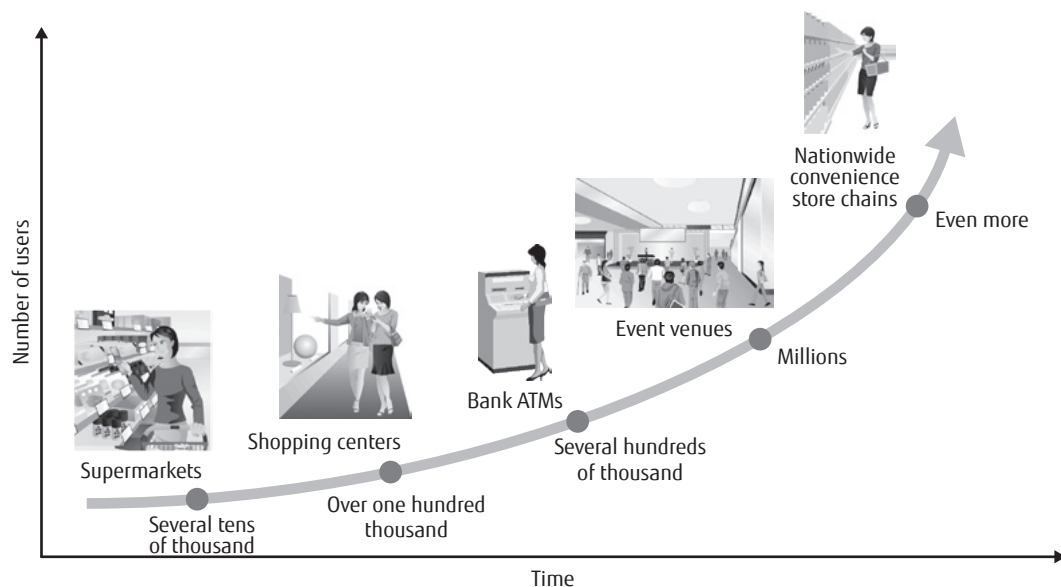 Nationwide
convenience
store chains
Even more
Event venues
Millions
Bank ATMs
Several hundreds
of thousand
Shopping centers
Over one hundred
thousand
Supermarkets
Several tens
of thousand
Number of users
Time